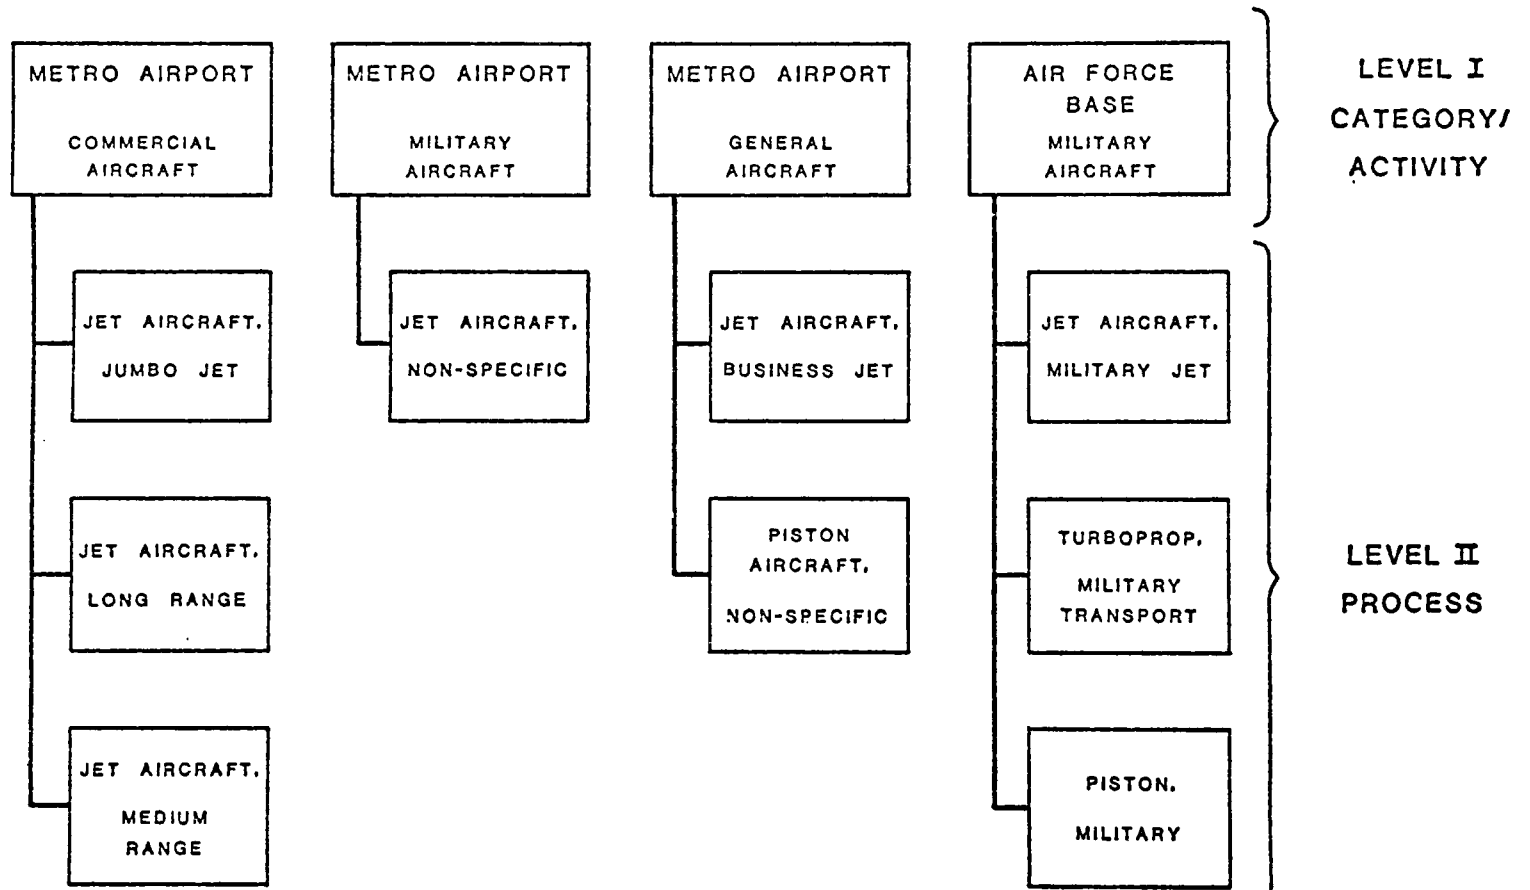 METRO AIRPORT
COMMERCIAL
AIRCRAFT
JET AIRCRAFT,
JUMBO JET
JET AIRCRAFT,
LONG RANGE
JET AIRCRAFT,
MEDIUM
RANGE
METRO AIRPORT
MILITARY
AIRCRAFT
JET AIRCRAFT,
NON-SPECIFIC
METRO AIRPORT
GENERAL
AIRCRAFT
JET AIRCRAFT,
BUSINESS JET
PISTON
AIRCRAFT,
NON-SPECIFIC
AIR FORCE
BASE
MILITARY
AIRCRAFT
JET AIRCRAFT,
MILITARY JET
TURBOPROP,
MILITARY
TRANSPORT
PISTON,
MILITARY
LEVEL I
CATEGORY/
ACTIVITY
LEVEL II
PROCESS